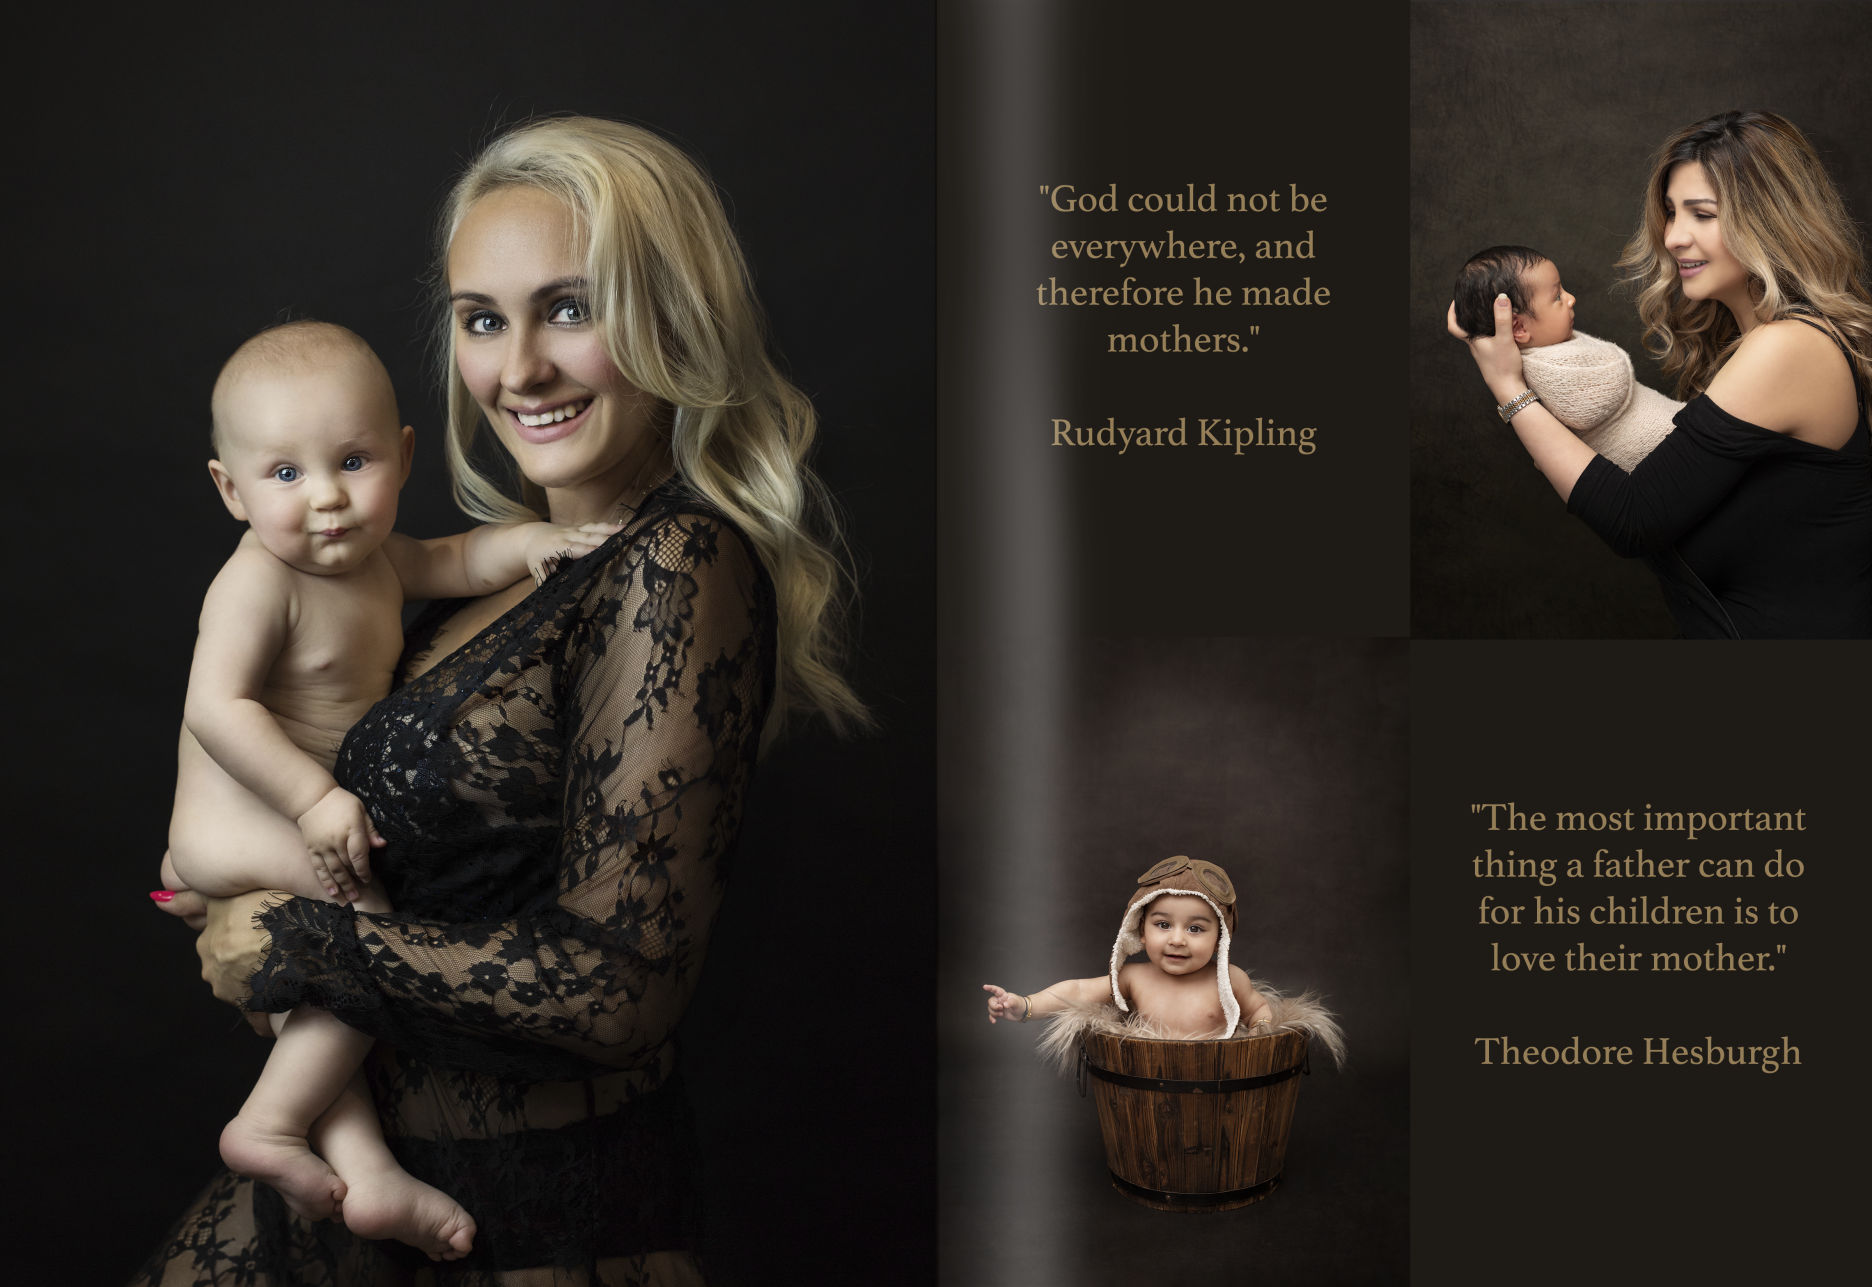 "God could not be
everywhere, and
therefore he made
mothers."
Rudyard Kipling
"The most important
thing a father can do
for his children is to
love their mother."
Theodore Hesburgh